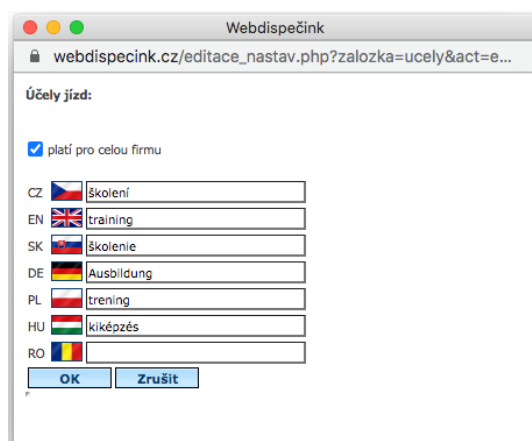 Webdispečink
webdispecink.cz/editace_nastav.php?zalozka=ucely&act=e...
Účely jízd:
platí pro celou firmu
CZ školení
EN training
SK školenie
DE Ausbildung
PL trening
HU kiképzés
RO
OK Zrušit